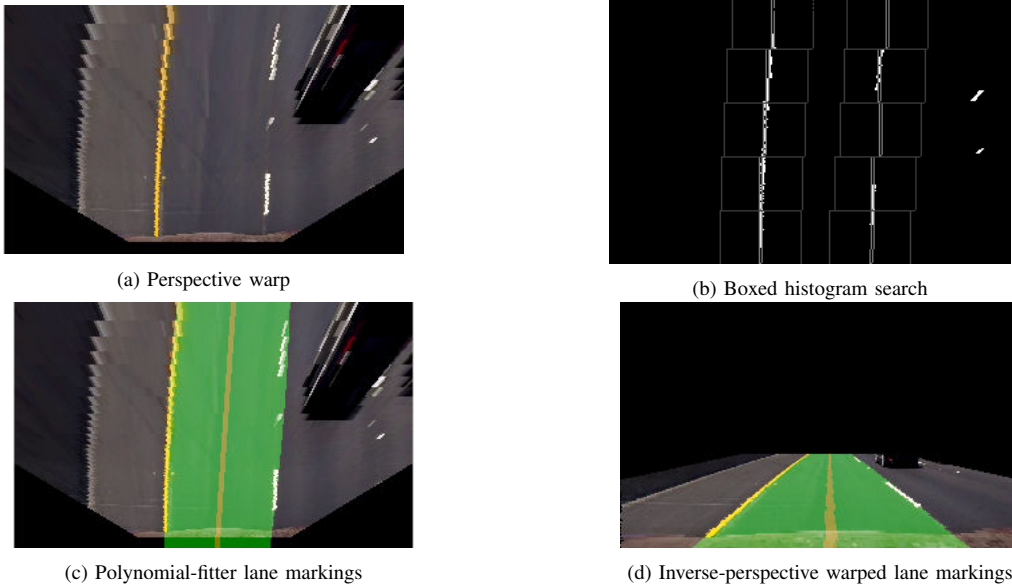 (a) Perspective warp
(b) Boxed histogram search
(c) Polynomial-fitter lane markings
(d) Inverse-perspective warped lane markings